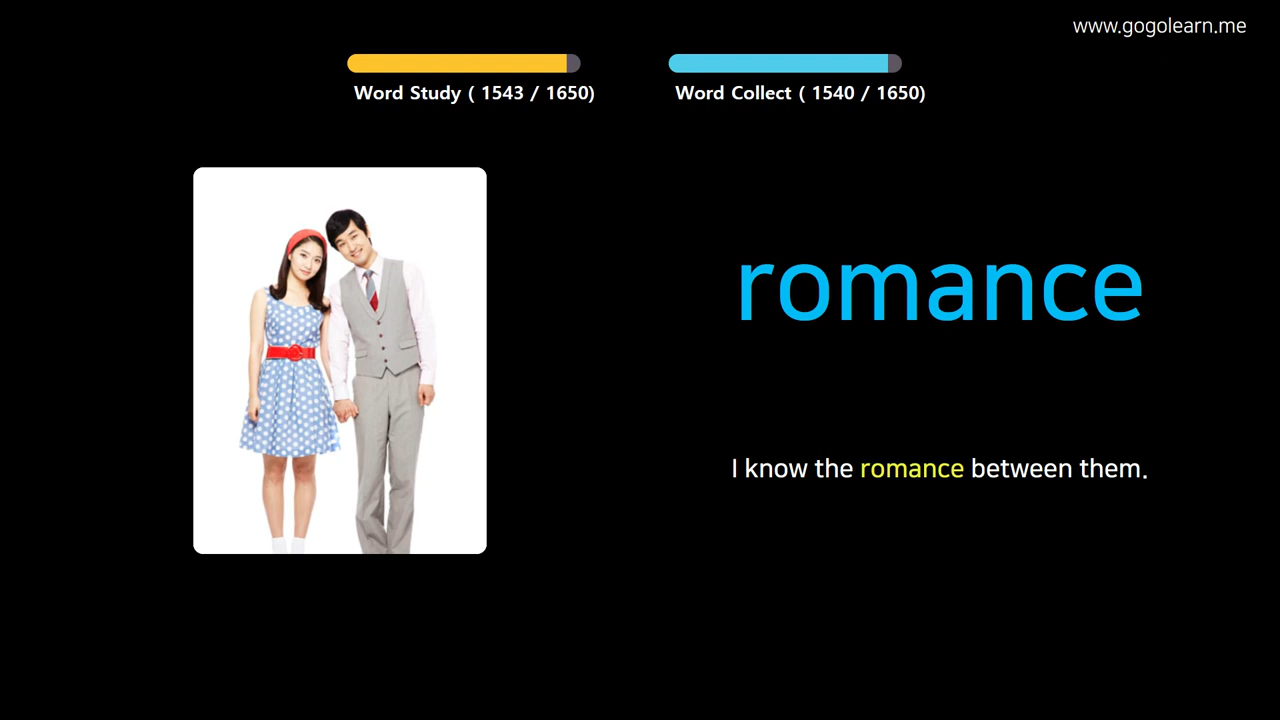 www.gogolearn.me
Word Study ( 1543 / 1650)
Word Collect ( 1540 / 1650)
romance
I know the romance between them.